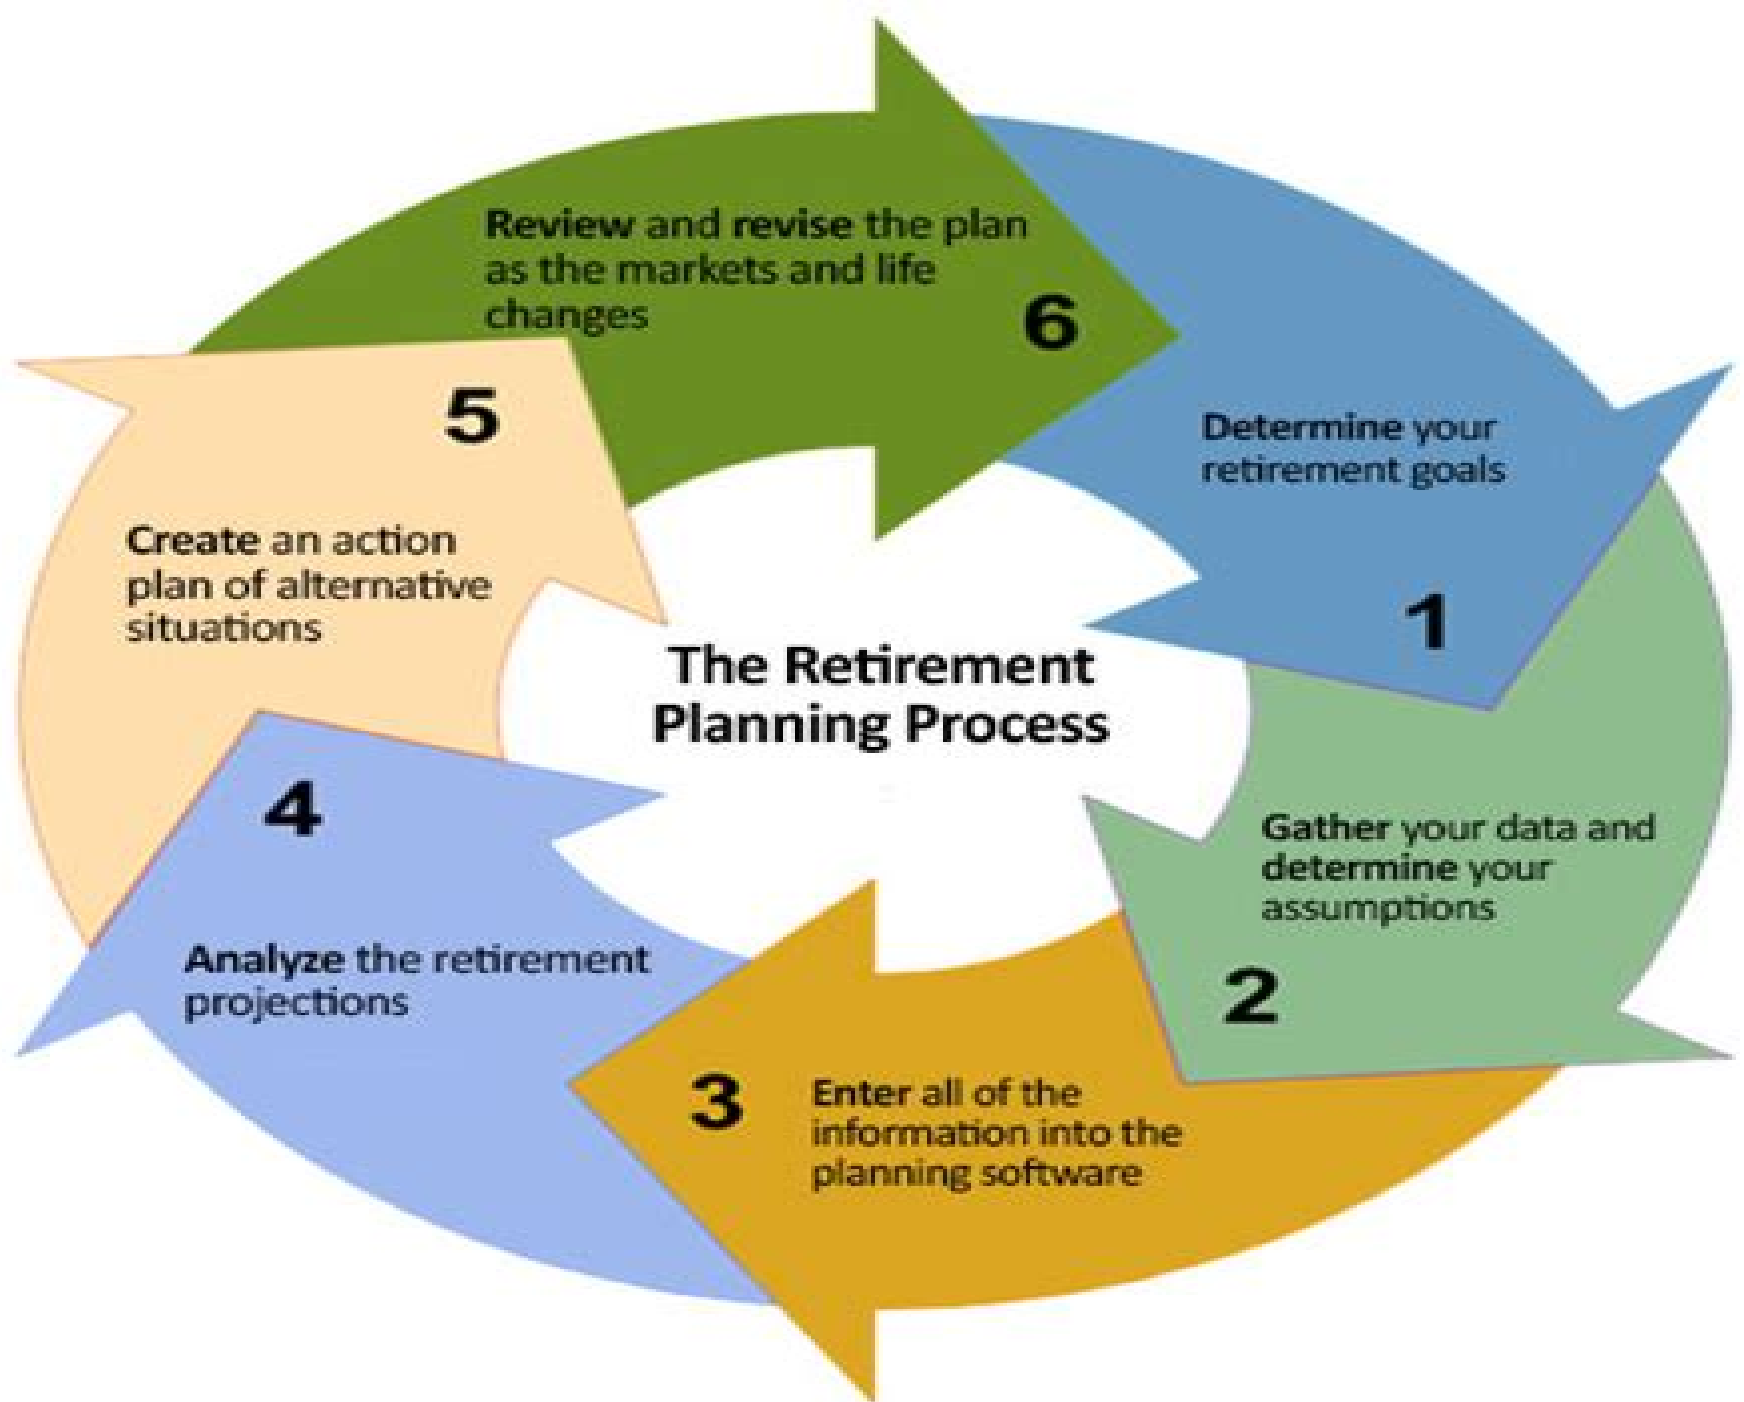 The Retirement
Planning Process
Determine your
retirement goals
1
Gather your data and
determine your
assumptions
2
3
Enter all of the
information into the
planning software
4
Analyze the retirement
projections
5
Create an action
plan of alternative
situations
Review and revise the plan
as the markets and life
changes
6